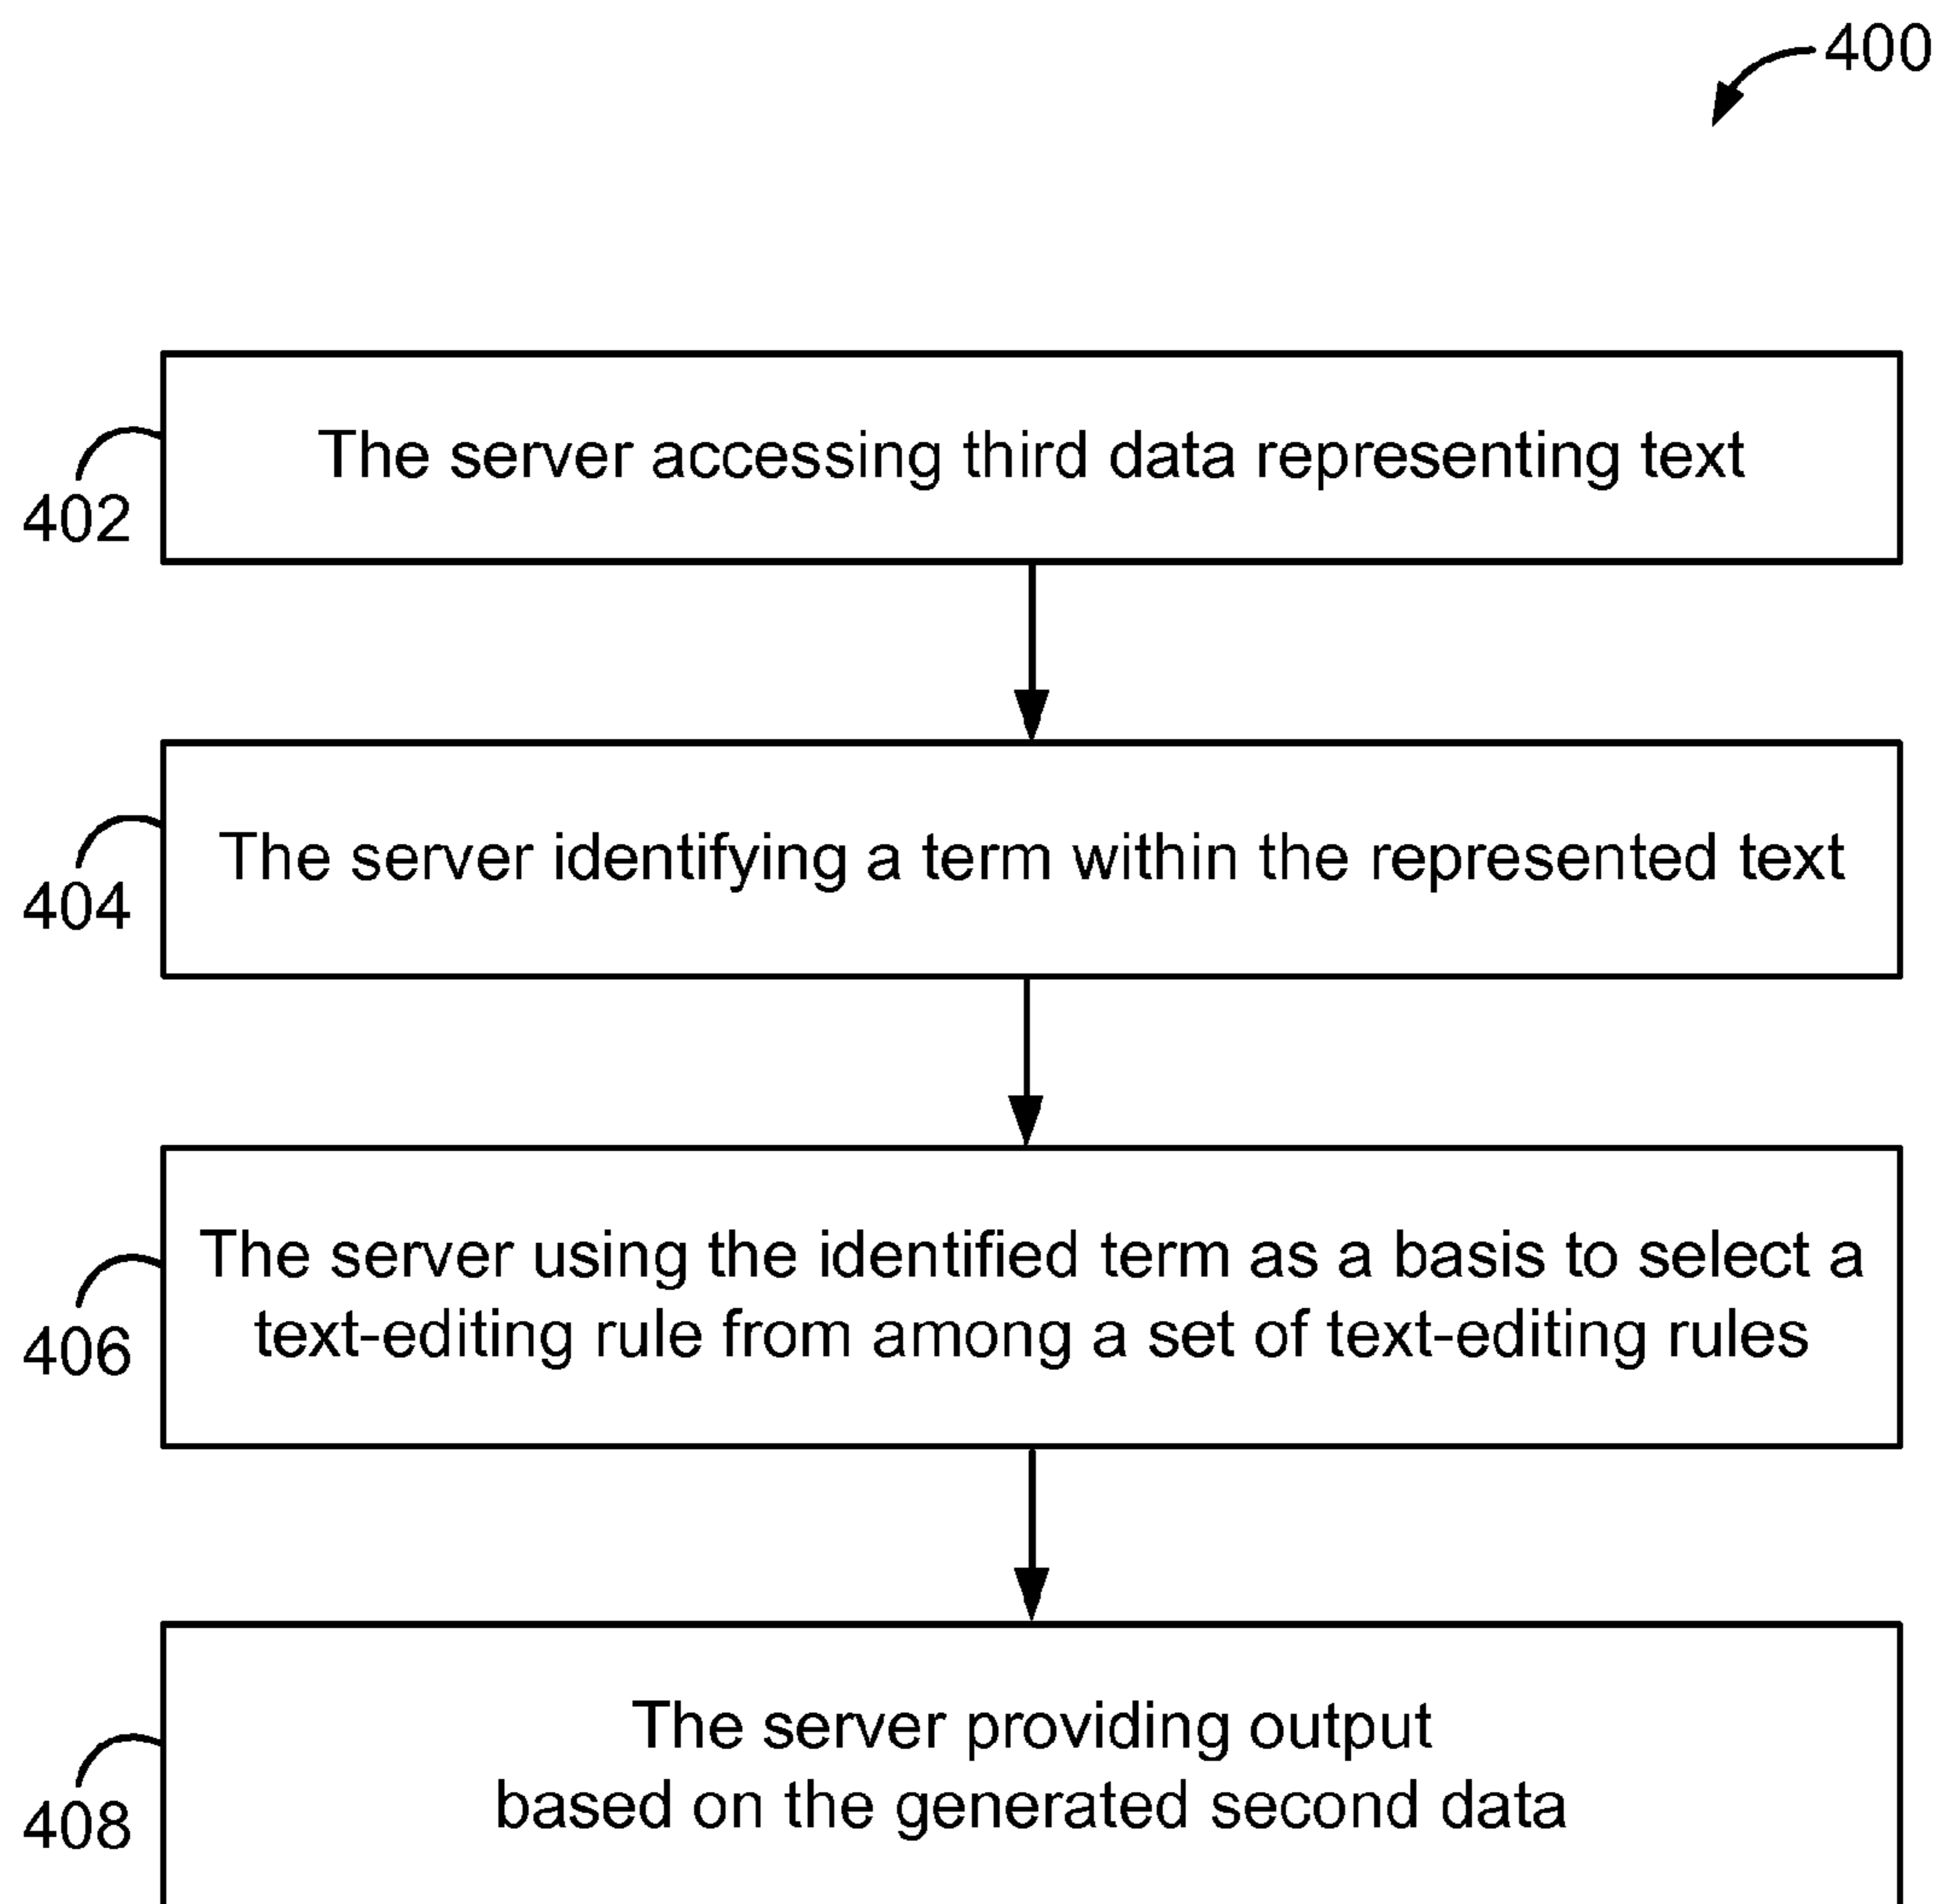 400
The server accessing third data representing text
402
The server identifying a term within the represented text
404
The server using the identified term as a basis to select a
text-editing rule from among a set of text-editing rules
406
The server providing output
based on the generated second data
408